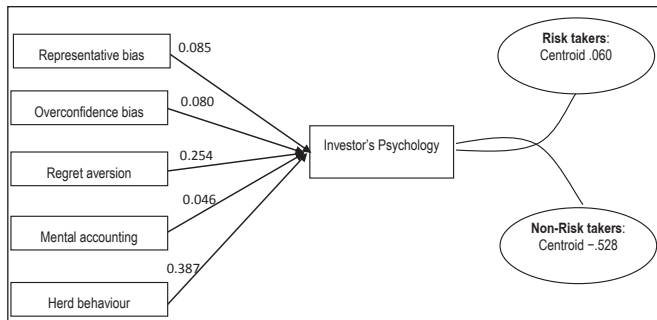 Representative bias
0.085
Overconfidence bias
0.080
Regret aversion
0.254
Mental accounting
0.046
Herd behaviour
0.387
Investor's Psychology
Risk takers:
Centroid .060
Non-Risk takers:
Centroid −.528